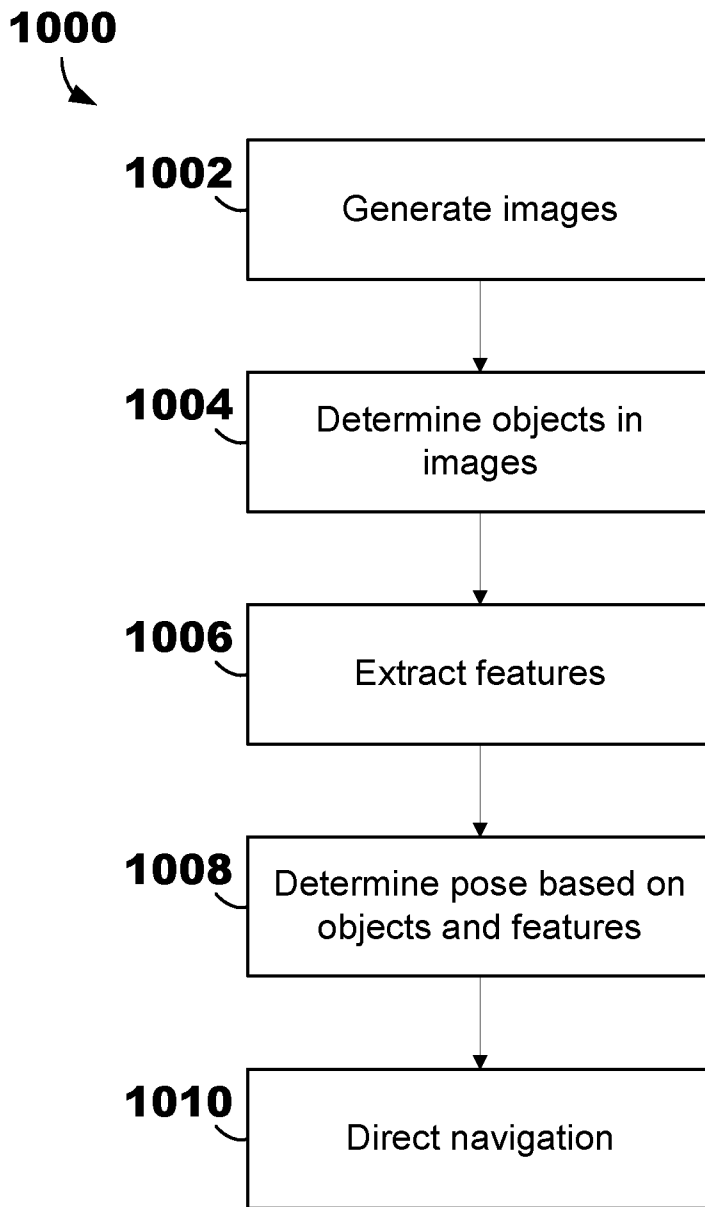 1000
1002
Generate images
1004
Determine objects in
images
1006
Extract features
1008
Determine pose based on
objects and features
1010
Direct navigation